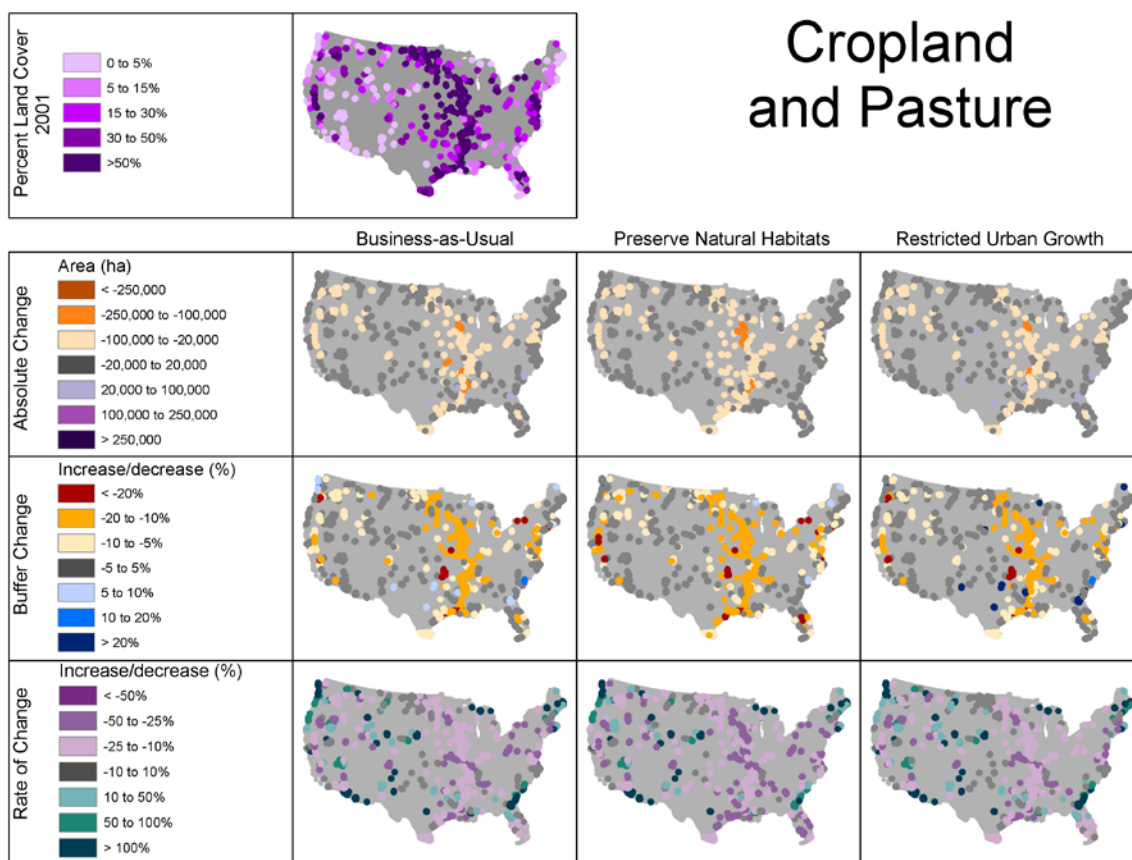 Cropland
and Pasture
Percent Land Cover
2001
0 to 5%
5 to 15%
15 to 30%
30 to 50%
>50%
Business-as-Usual
Preserve Natural Habitats
Restricted Urban Growth
Absolute Change
Area (ha)
< -250,000
-250,000 to -100,000
-100,000 to -20,000
-20,000 to 20,000
20,000 to 100,000
100,000 to 250,000
> 250,000
Buffer Change
Increase/decrease (%)
< -20%
-20 to -10%
-10 to -5%
-5 to 5%
5 to 10%
10 to 20%
> 20%
Rate of Change
Increase/decrease (%)
< -50%
-50 to -25%
-25 to -10%
-10 to 10%
10 to 50%
50 to 100%
> 100%